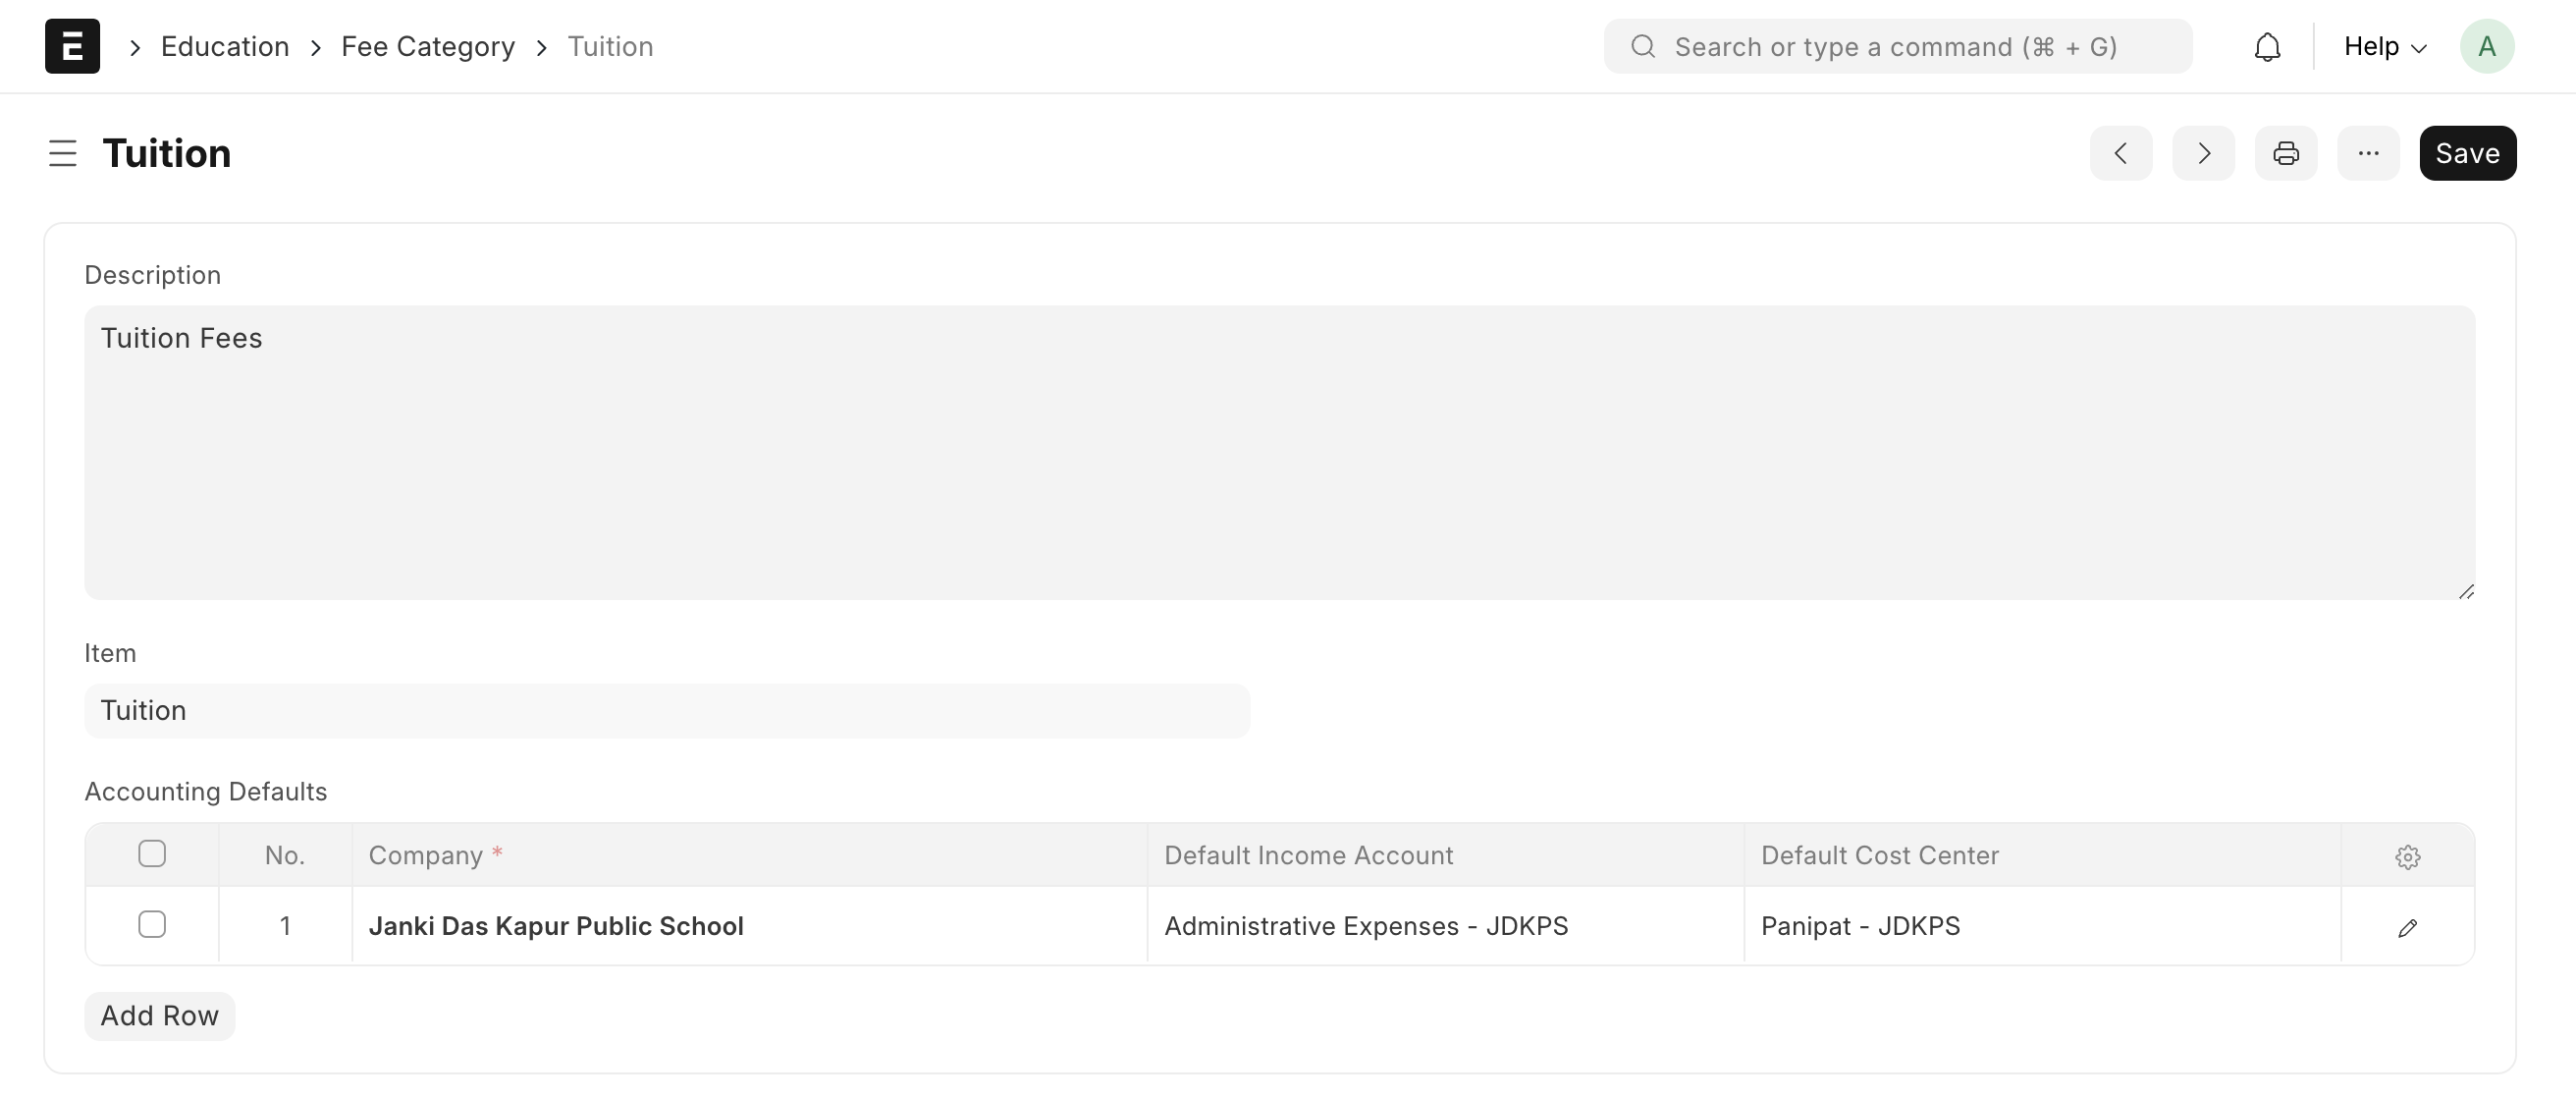 E Education Fee Category Tuition Search or type a command (⌘ + G) Help A
Tuition Save
Description
Tuition Fees
Item
Tuition
Accounting Defaults
No. Company * Default Income Account Default Cost Center
1 Janki Das Kapur Public School Administrative Expenses - JDKPS Panipat - JDKPS
Add Row